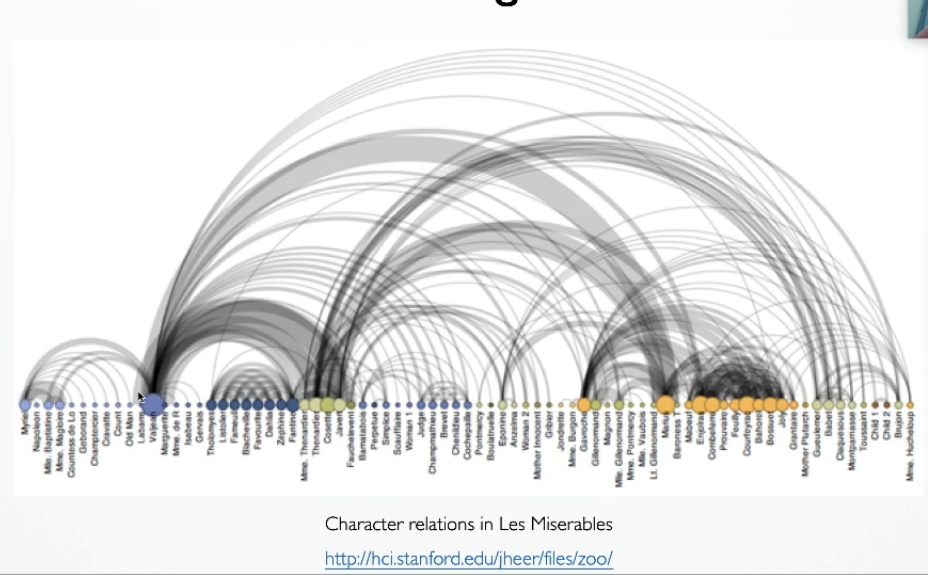 Myriel
Napoleon
Mlle. Baptistine
Mme. Magloire
Countess de Lo
Geborand
Champtercier
Cravatte
Count
Old Man
Labarre
Valjean
Marguerite
Mme. de R
Isabeau
Gervais
Listolier
Fameuil
Blacheville
Favourite
Dahlia
Zephine
Fantine
Mme. Thenardier
Thenardier
Cosette
Javert
Fauchelevent
Bamatabois
Perpetue
Simplice
Scaufflaire
Woman 1
Judge
Champmathieu
Brevet
Chenildieu
Cochepaille
Pontmercy
Boulatruelle
Eponine
Anzelma
Woman 2
Mother Innocent
Gribier
Jondrette
Mme. Burgon
Gavroche
Gillenormand
Magnon
Mlle. Gillenormand
Mme. Pontmercy
Mlle. Vaubois
Lt. Gillenormand
Marius
Baroness T
Mabeuf
Enjolras
Combeferre
Prouvaire
Feuilly
Courfeyrac
Bahorel
Bossuet
Joly
Grantaire
Mother Plutarch
Gueulemer
Babet
Claquesous
Montparnasse
Toussaint
Child 1
Child 2
Brujon
Mme. Hucheloup
Character relations in Les Miserables
http://hci.stanford.edu/jheer/files/zoo/